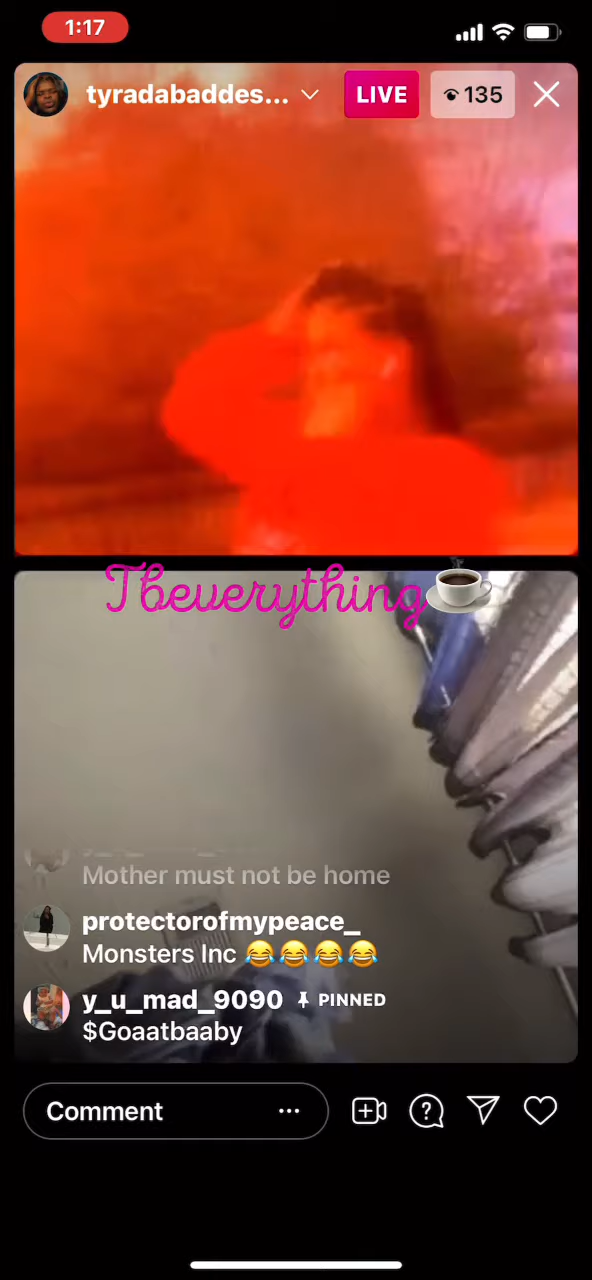 1:17
tyradabaddes...
LIVE
135
Tbeverything
Mother must not be home
protectorofmypeace_
Monsters Inc 😂😂😂😂
y_u_mad_9090 PINNED
$Goaatbaaby
Comment ...